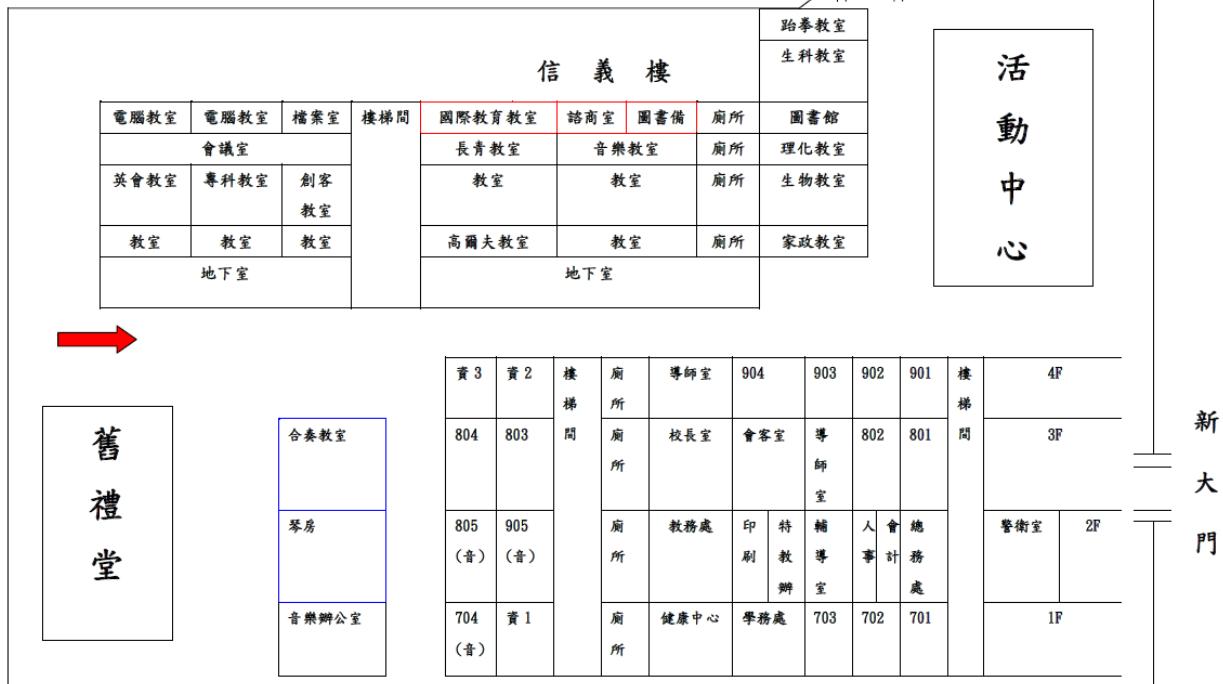 跆拳教室
生科教室
信義樓
電腦教室 電腦教室 檔案室 樓梯間 國際教育教室 諮商室 圖書備 廁所 圖書館
會議室 長青教室 音樂教室 廁所 理化教室
英會教室 專科教室 創客教室 教室 教室 廁所 生物教室
教室 教室 教室 高爾夫教室 教室 廁所 家政教室
地下室 地下室
活動中心
資3 資2 樓梯間 廁所 導師室 904 903 902 901 樓梯間 4F
合奏教室 804 803 廁所 校長室 會客室 導師室 802 801 3F
琴房 805(音) 905(音) 廁所 教務處 印刷 特教辦 輔導室 人事 會計 總務處 警衛室 2F
音樂辦公室 704(音) 資1 廁所 健康中心 學務處 703 702 701 1F
舊禮堂
新大門